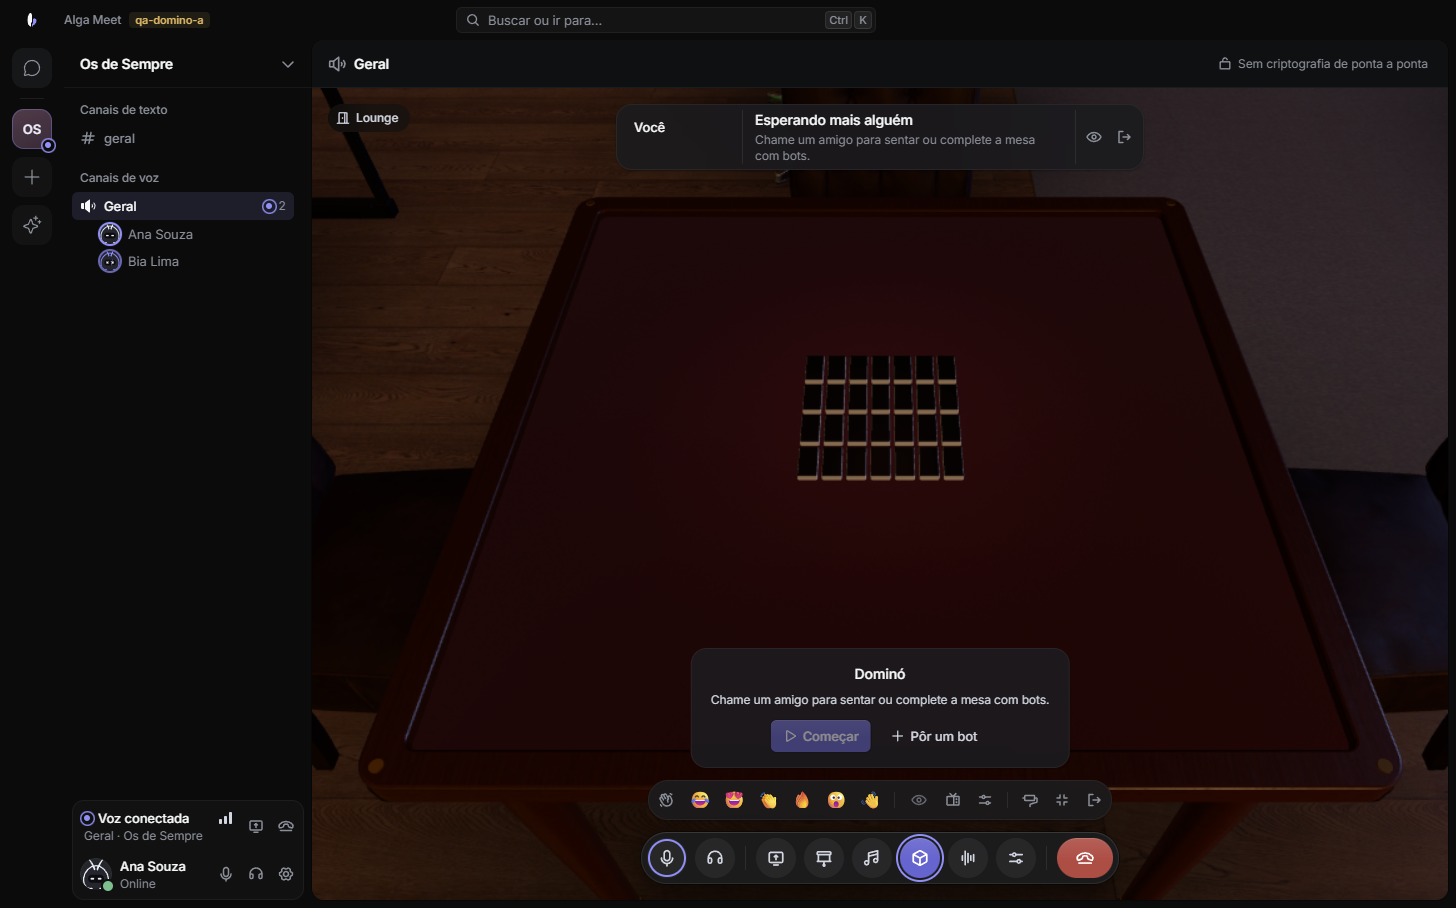 Alga Meet
qa-domino-a
Buscar ou ir para...
Ctrl K
Os de Sempre
Geral
Sem criptografia de ponta a ponta
OS
Canais de texto
geral
Canais de voz
Geral
2
Ana Souza
Bia Lima
Lounge
Você
Esperando mais alguém
Chame um amigo para sentar ou complete a mesa
com bots.
Dominó
Chame um amigo para sentar ou complete a mesa com bots.
Começar
Pôr um bot
Voz conectada
Geral · Os de Sempre
Ana Souza
Online